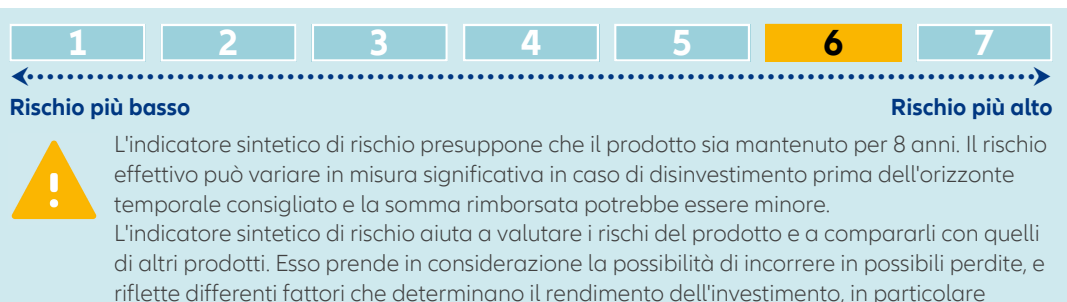 1 2 3 4 5 6 7
Rischio più basso Rischio più alto
L'indicatore sintetico di rischio presuppone che il prodotto sia mantenuto per 8 anni. Il rischio
effettivo può variare in misura significativa in caso di disinvestimento prima dell'orizzonte
temporale consigliato e la somma rimborsata potrebbe essere minore.
L'indicatore sintetico di rischio aiuta a valutare i rischi del prodotto e a compararli con quelli
di altri prodotti. Esso prende in considerazione la possibilità di incorrere in possibili perdite, e
riflette differenti fattori che determinano il rendimento dell'investimento, in particolare